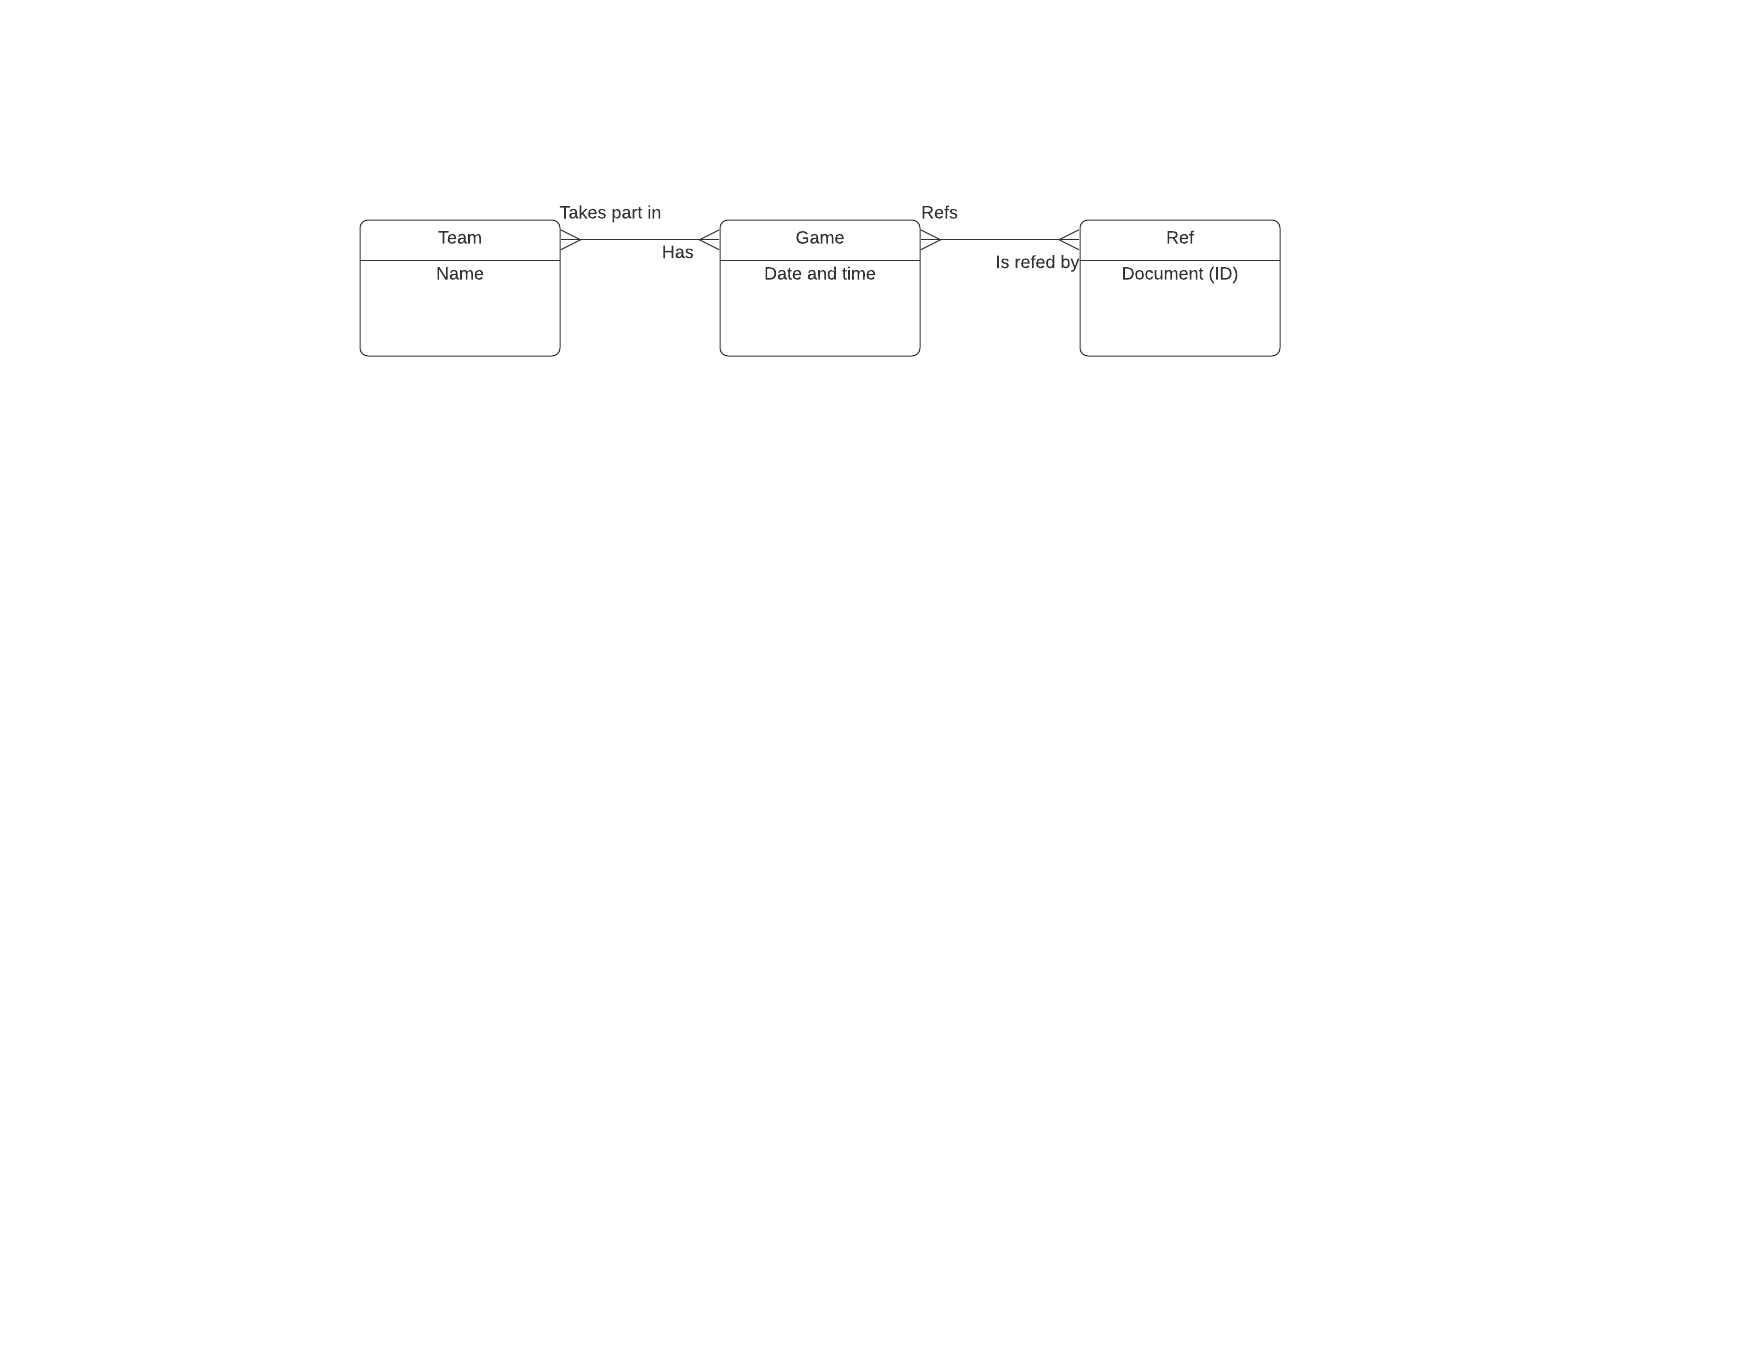 Takes part in
Refs
Team
Game
Ref
Has
Is refed by
Name
Date and time
Document (ID)